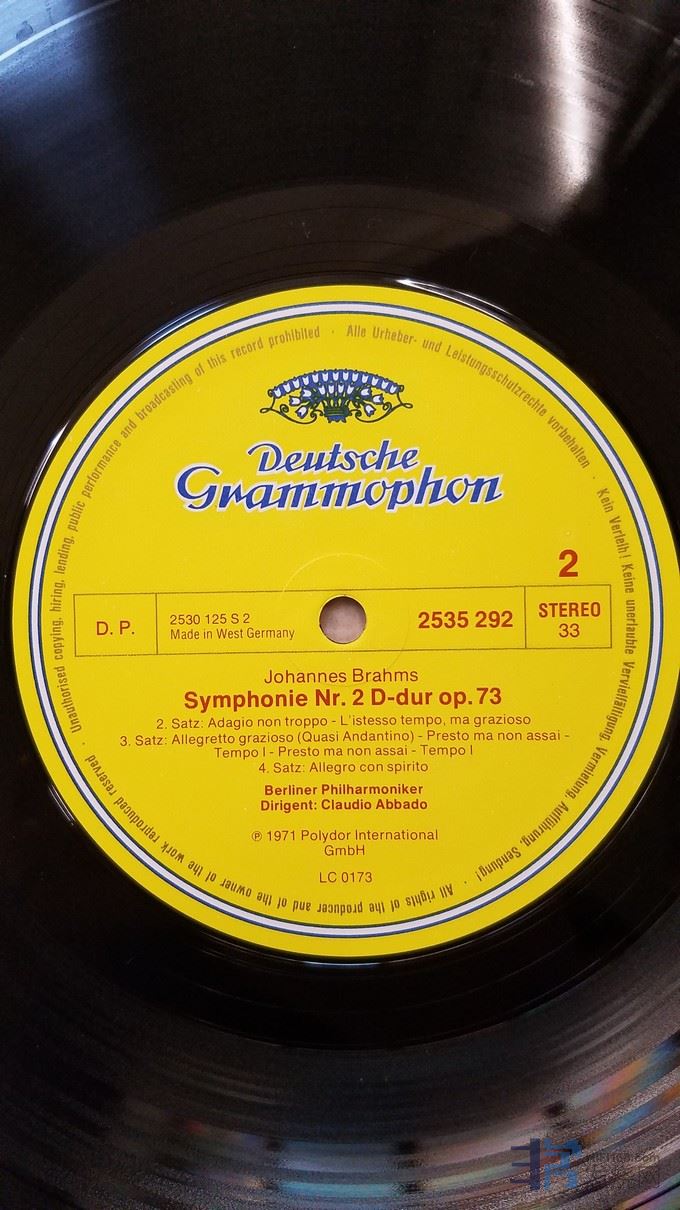 Unauthorised copying, hiring, lending, public performance and broadcasting of this record prohibited · Alle Urheber- und Leistungsschutzrechte vorbehalten · Kein Verleih! Keine unerlaubte Vervielfältigung, Vermietung, Aufführung, Sendung! · All rights of the producer and of the owner of the work reproduced reserved ·
Deutsche
Grammophon
2
D. P.
2530 125 S 2
Made in West Germany
2535 292
STEREO
33
Johannes Brahms
Symphonie Nr. 2 D-dur op. 73
2. Satz: Adagio non troppo - L'istesso tempo, ma grazioso
3. Satz: Allegretto grazioso (Quasi Andantino) - Presto ma non assai -
Tempo I - Presto ma non assai - Tempo I
4. Satz: Allegro con spirito
Berliner Philharmoniker
Dirigent: Claudio Abbado
℗ 1971 Polydor International
GmbH
LC 0173